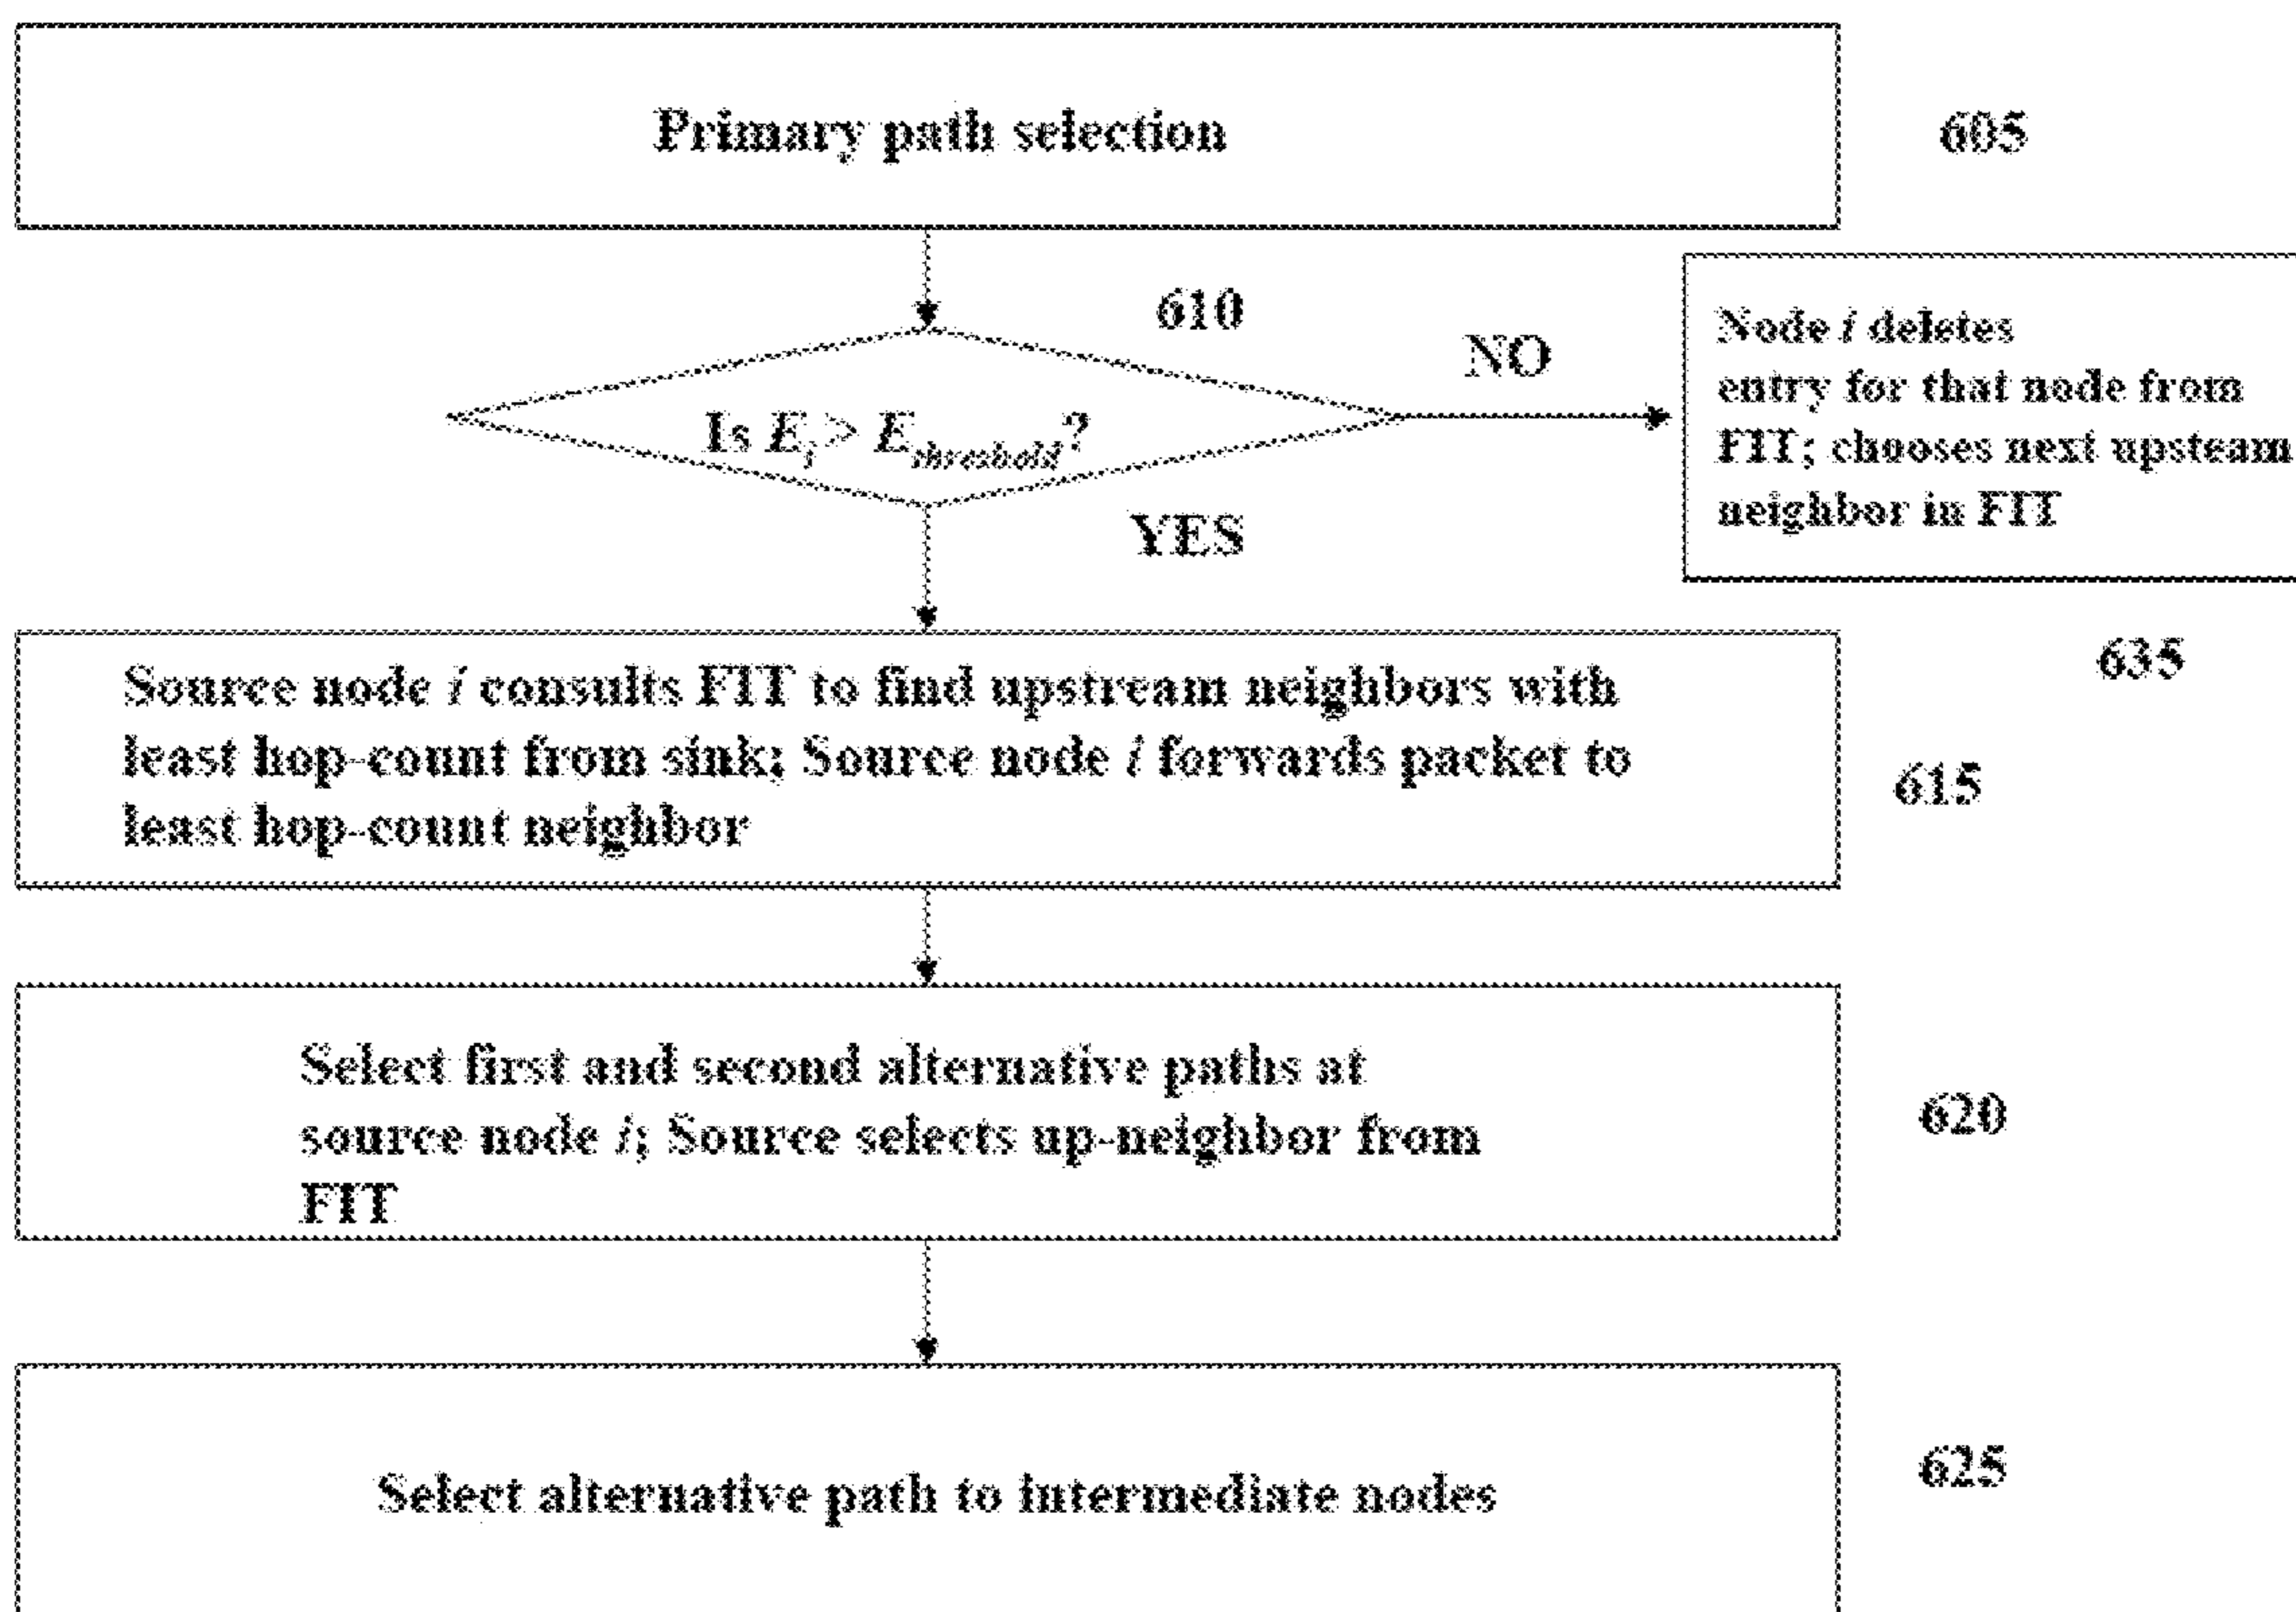 Primary path selection
605
610
Is E_i > E_threshold?
NO
Node i deletes
entry for that node from
FIT; chooses next upsteam
neighbor in FIT
YES
635
Source node i consults FIT to find upstream neighbors with
least hop-count from sink; Source node i forwards packet to
least hop-count neighbor
615
Select first and second alternative paths at
source node i; Source selects up-neighbor from
FIT
620
Select alternative path to intermediate nodes
625